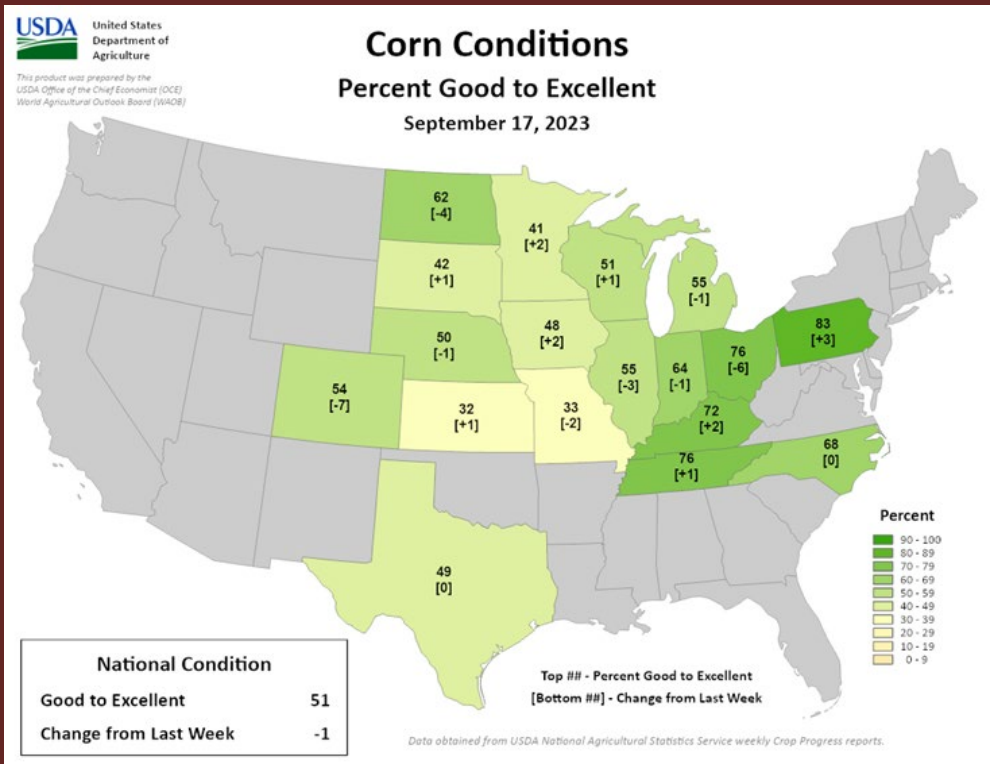 USDA
United States
Department of
Agriculture
This product was prepared by the
USDA Office of the Chief Economist (OCE)
World Agricultural Outlook Board (WAOB)
Corn Conditions
Percent Good to Excellent
September 17, 2023
62
[-4]
41
[+2]
42
[+1]
51
[+1]
55
[-1]
50
[-1]
48
[+2]
83
[+3]
76
[-6]
64
[-1]
55
[-3]
54
[-7]
32
[+1]
33
[-2]
72
[+2]
76
[+1]
68
[0]
49
[0]
Percent
90 - 100
80 - 89
70 - 79
60 - 69
50 - 59
40 - 49
30 - 39
20 - 29
10 - 19
0 - 9
National Condition
Good to Excellent 51
Change from Last Week -1
Top ## - Percent Good to Excellent
[Bottom ##] - Change from Last Week
Data obtained from USDA National Agricultural Statistics Service weekly Crop Progress reports.